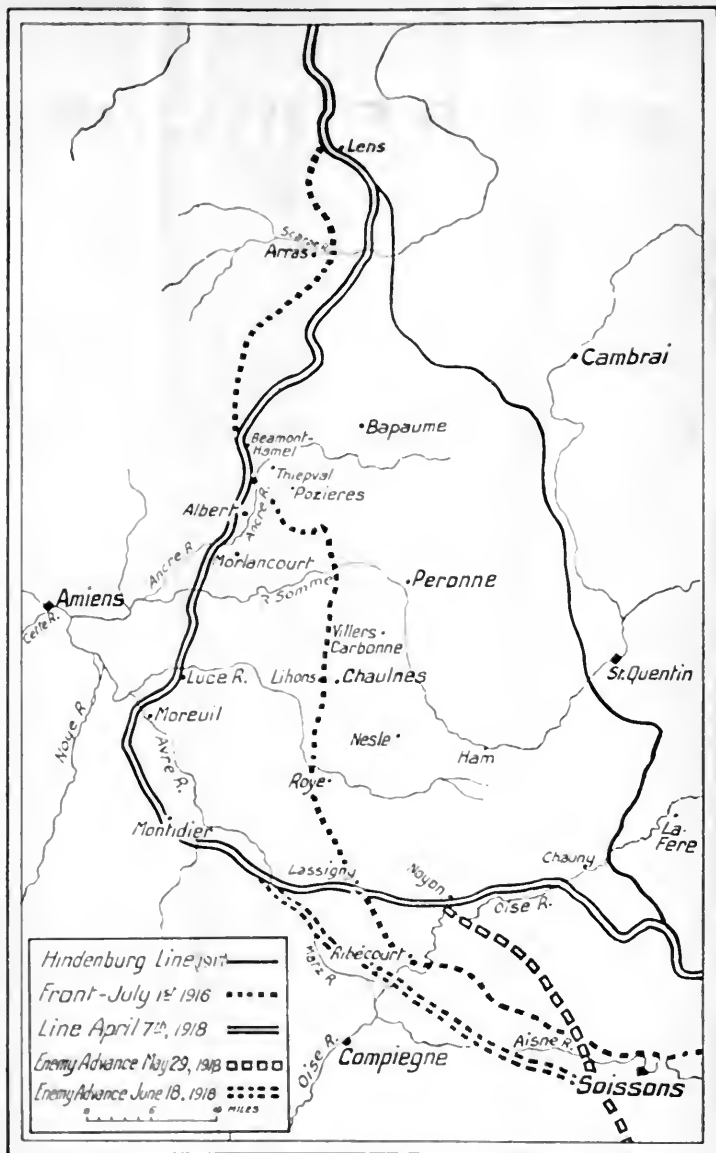 Lens
Scarpe R.
Arras
Cambrai
Bapaume
Beamont-
Hamel
Thiepval
Pozieres
Albert
Ancre R.
Ancre R.
Morlancourt
R. Somme
Peronne
Amiens
Celle R.
Villers-
Carbonne
Luce R.
Lihons
Chaulnes
St. Quentin
Moreuil
Noye R.
Avre R.
Nesle
Ham
Roye
Montdidier
La-
Fere
Chauny
Lassigny
Noyon
Oise R.
Ribécourt
Matz R.
Aisne R.
Oise R.
Compiegne
Soissons
Hindenburg Line, 1917
Front-July 1st 1916
Line April 7th, 1918
Enemy Advance May 29, 1918
Enemy Advance June 18, 1918
MILES